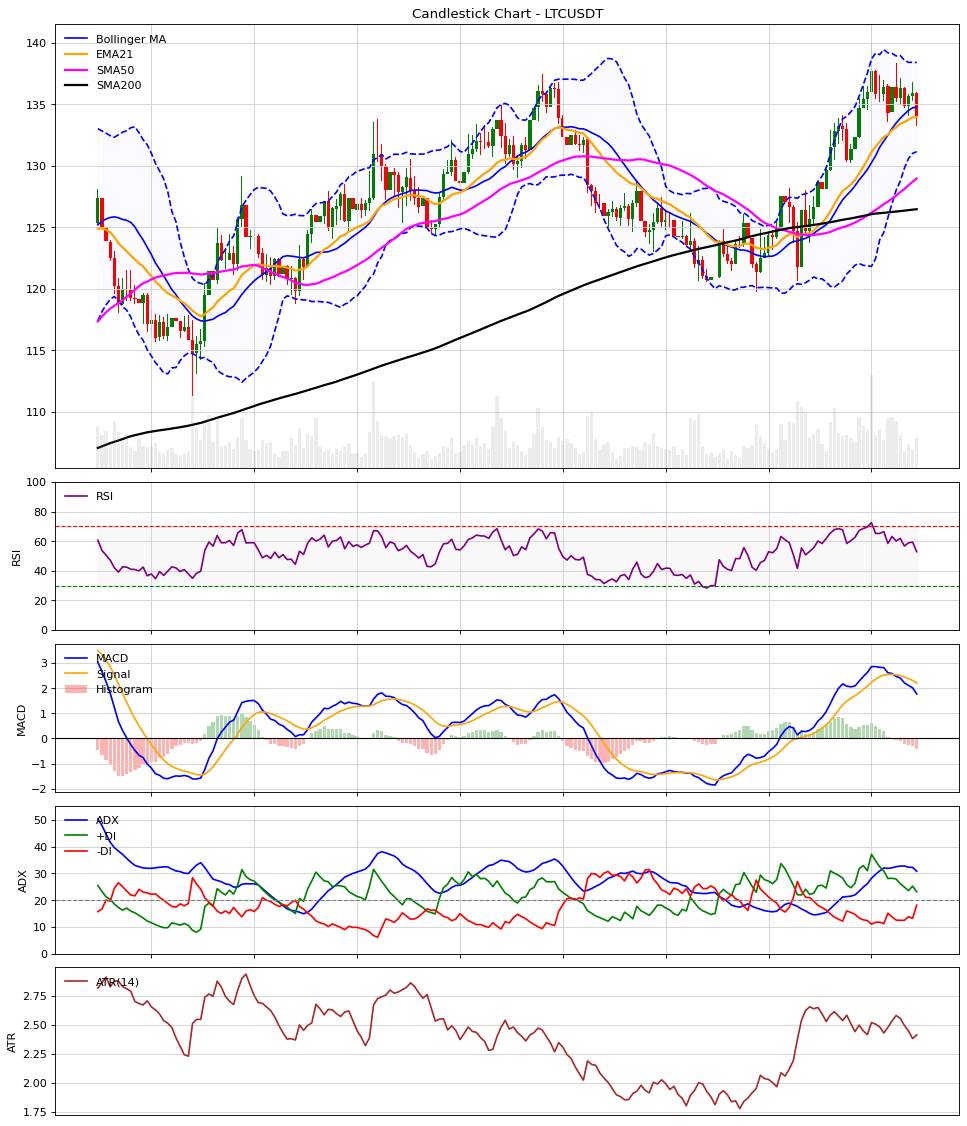 Candlestick Chart - LTCUSDT
Bollinger MA
EMA21
SMA50
SMA200
140
135
130
125
120
115
110
RSI
RSI
100
80
60
40
20
0
MACD
Signal
Histogram
MACD
3
2
1
0
−1
−2
ADX
+DI
-DI
ADX
50
40
30
20
10
0
ATR(14)
ATR
2.75
2.50
2.25
2.00
1.75